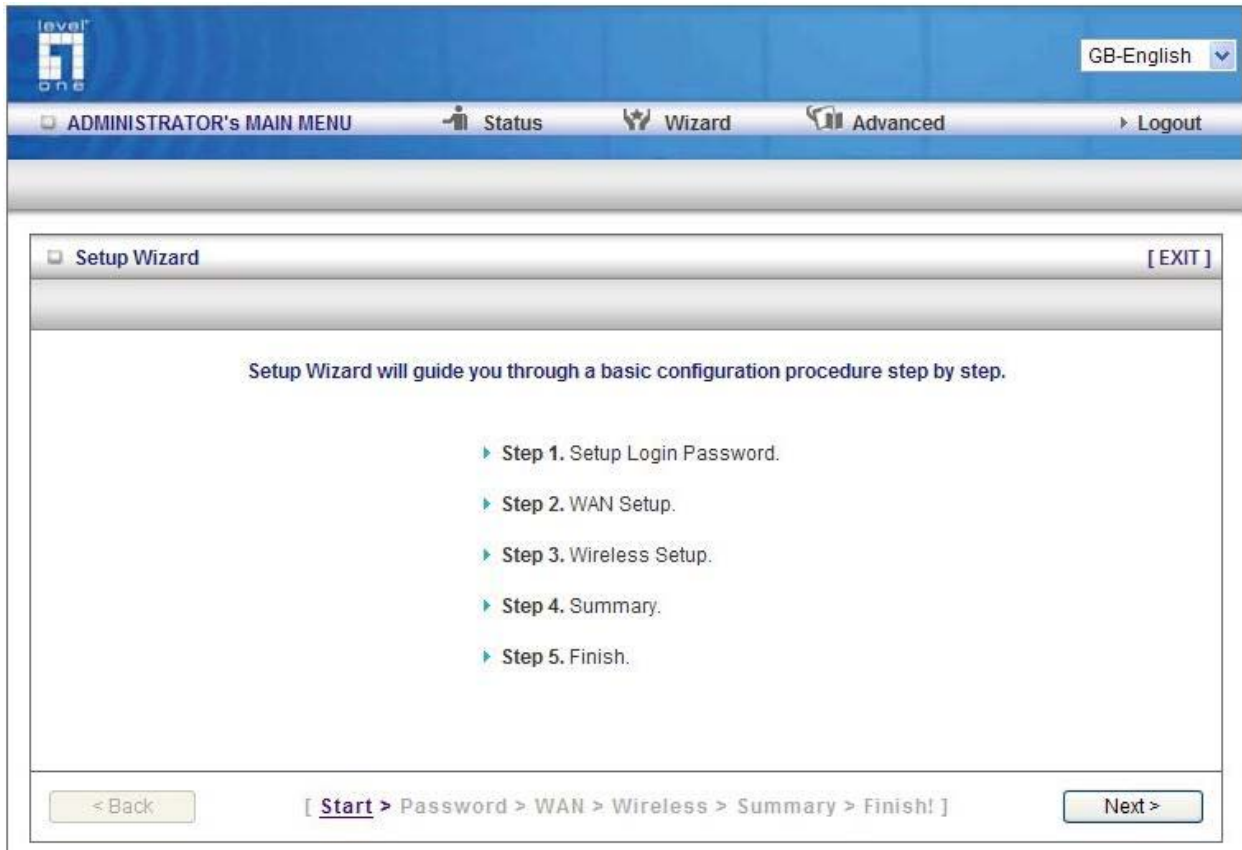 level
one
GB-English
ADMINISTRATOR's MAIN MENU Status Wizard Advanced Logout
Setup Wizard [ EXIT ]
Setup Wizard will guide you through a basic configuration procedure step by step.
Step 1. Setup Login Password.
Step 2. WAN Setup.
Step 3. Wireless Setup.
Step 4. Summary.
Step 5. Finish.
< Back [ Start > Password > WAN > Wireless > Summary > Finish! ] Next >